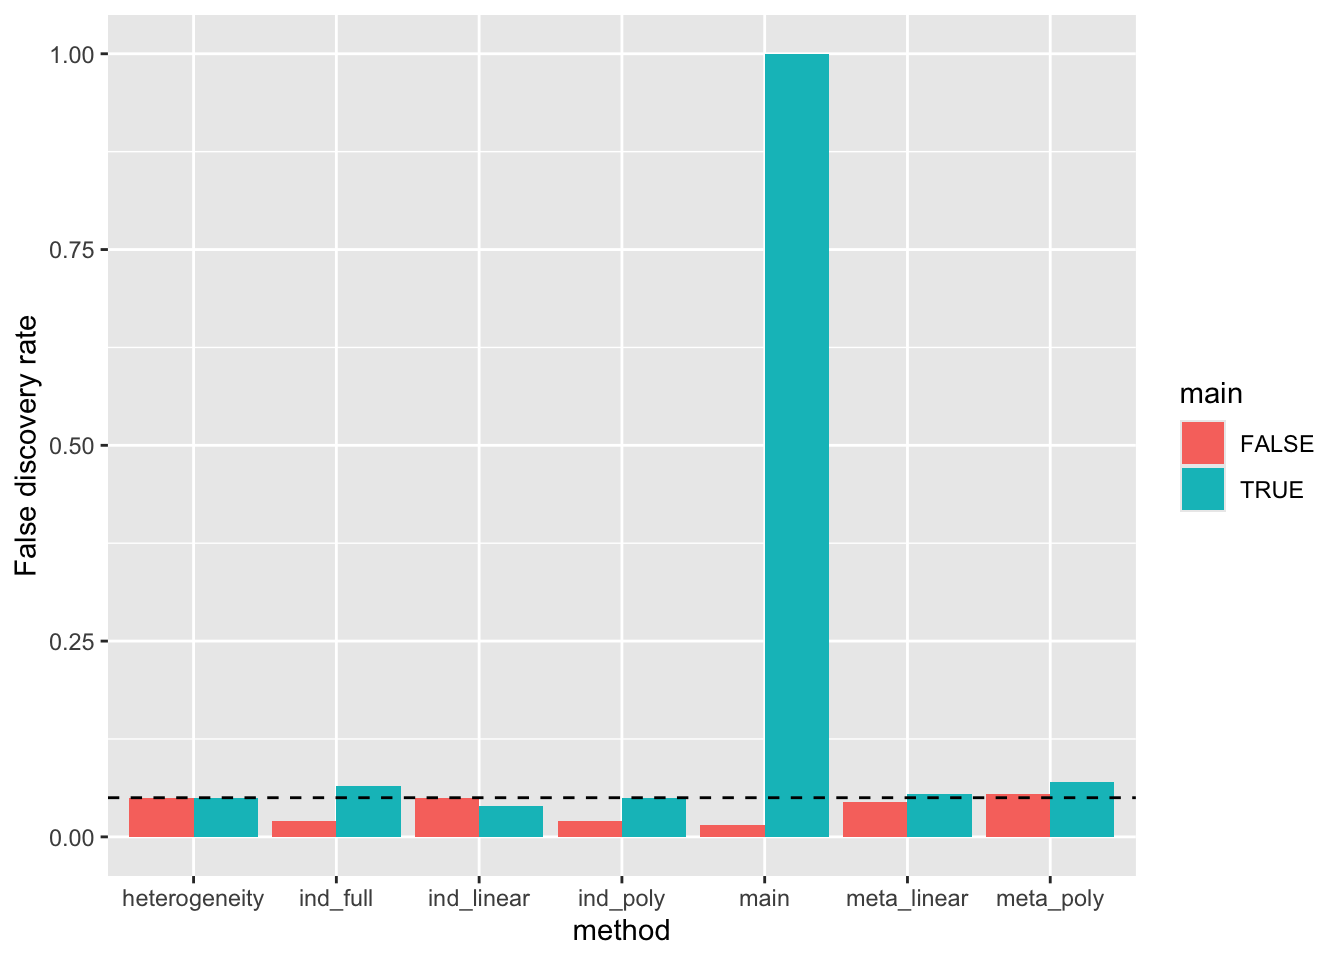 1.00
0.75
0.50
0.25
0.00
False discovery rate
heterogeneity ind_full ind_linear ind_poly main meta_linear meta_poly
method
main
FALSE
TRUE